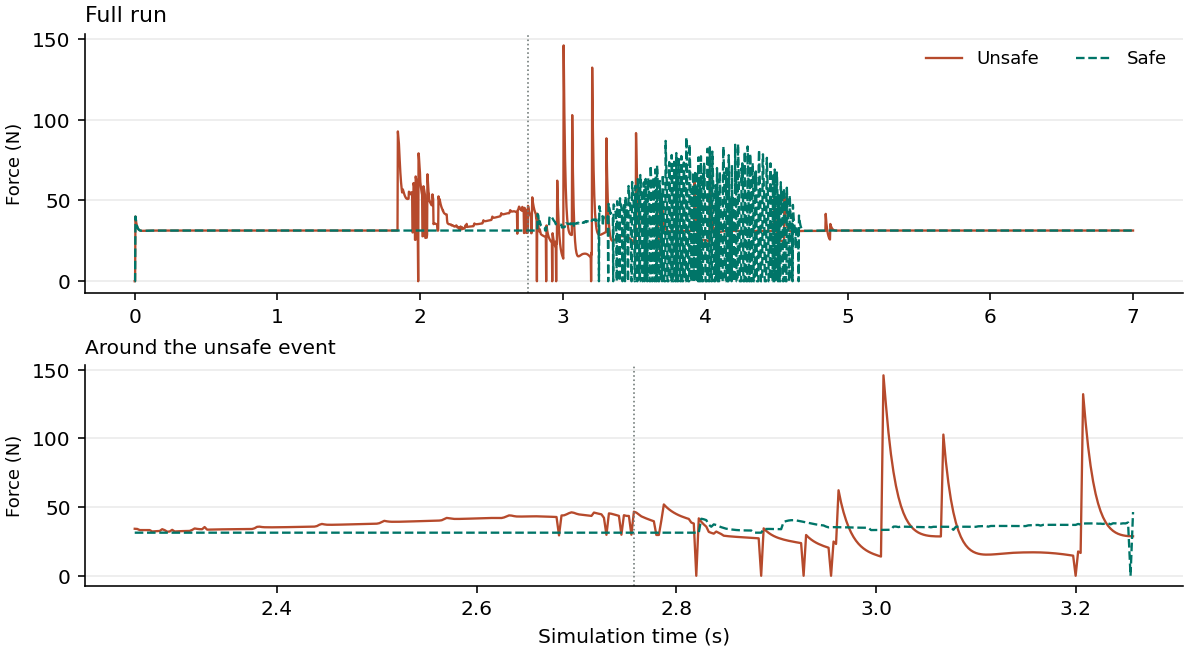 Full run
150
100
50
0
Force (N)
Unsafe
Safe
0 1 2 3 4 5 6 7
Around the unsafe event
150
100
50
0
Force (N)
2.4 2.6 2.8 3.0 3.2
Simulation time (s)